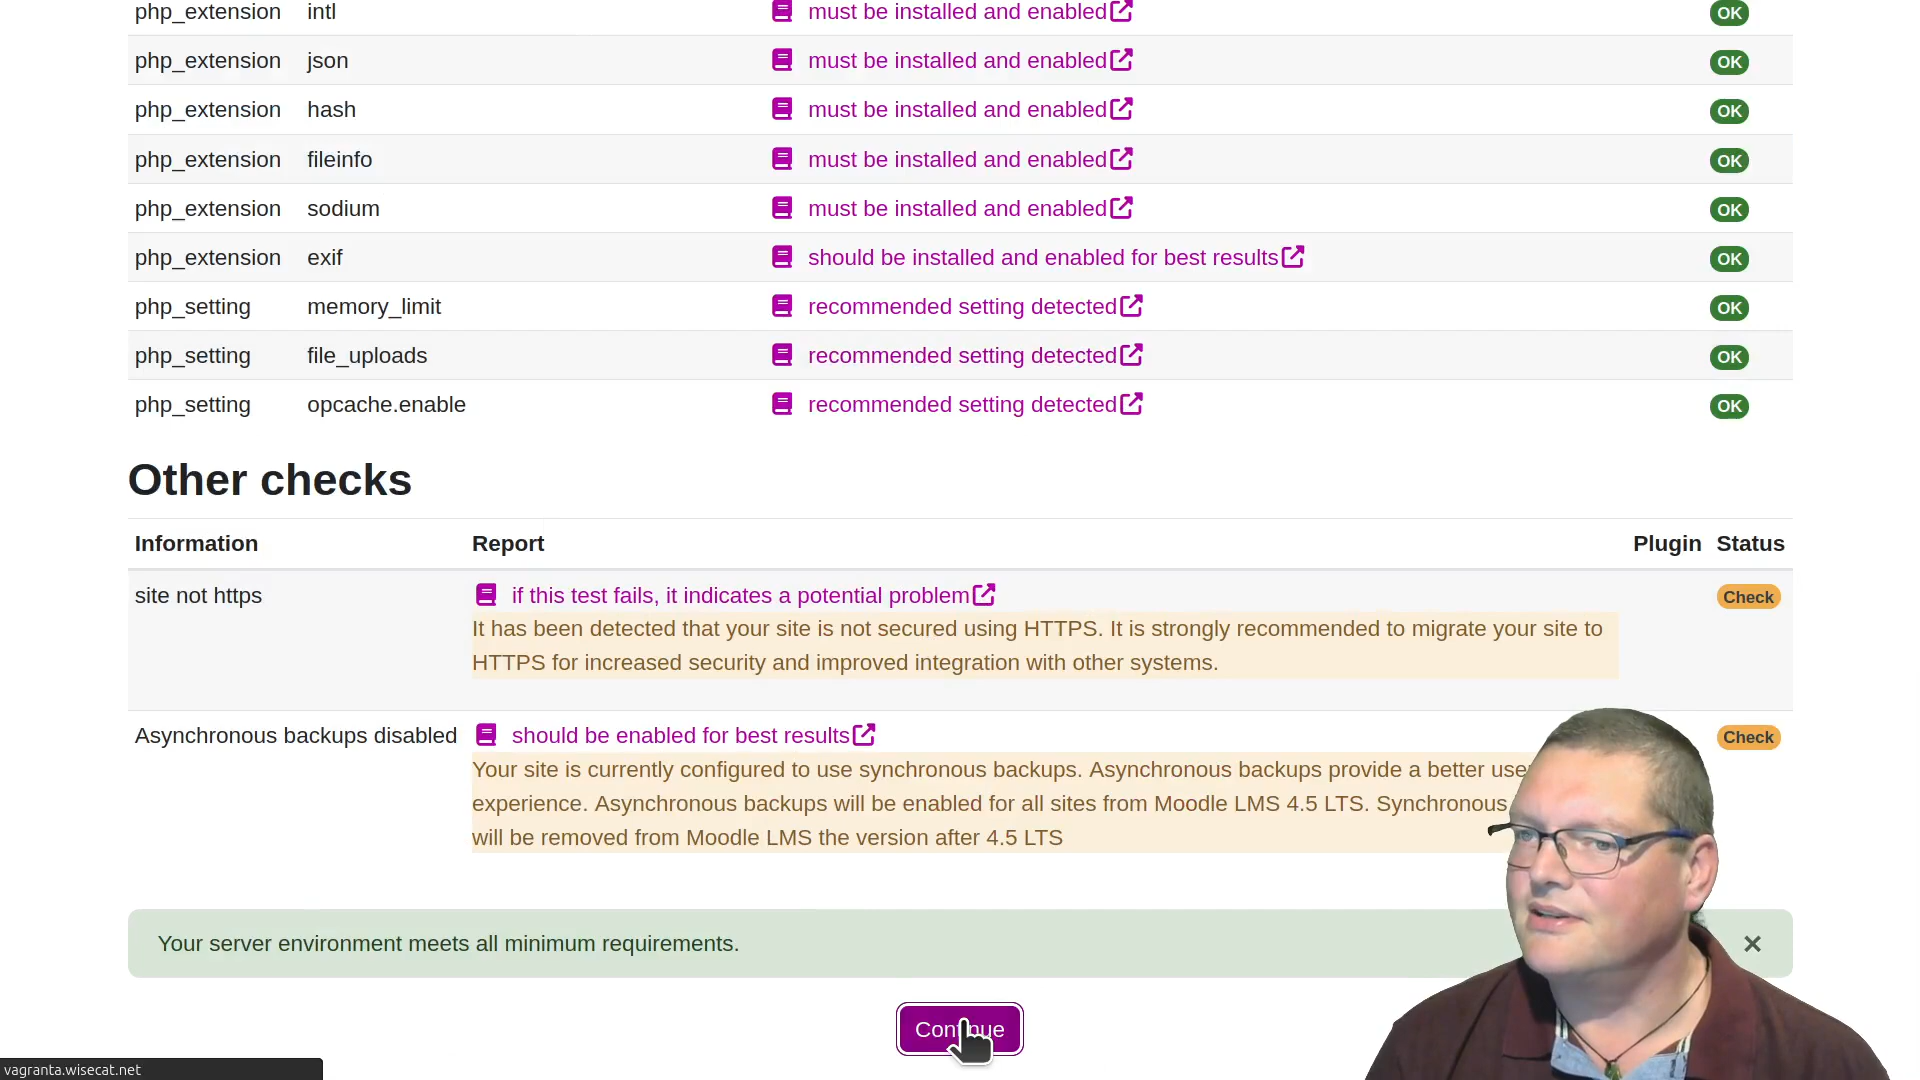 php_extension intl must be installed and enabled OK
php_extension json must be installed and enabled OK
php_extension hash must be installed and enabled OK
php_extension fileinfo must be installed and enabled OK
php_extension sodium must be installed and enabled OK
php_extension exif should be installed and enabled for best results OK
php_setting memory_limit recommended setting detected OK
php_setting file_uploads recommended setting detected OK
php_setting opcache.enable recommended setting detected OK
Other checks
Information Report Plugin Status
site not https if this test fails, it indicates a potential problem Check
It has been detected that your site is not secured using HTTPS. It is strongly recommended to migrate your site to
HTTPS for increased security and improved integration with other systems.
Asynchronous backups disabled should be enabled for best results Check
Your site is currently configured to use synchronous backups. Asynchronous backups provide a better
experience. Asynchronous backups will be enabled for all sites from Moodle LMS 4.5 LTS. Synchronous
will be removed from Moodle LMS the version after 4.5 LTS
Your server environment meets all minimum requirements.
Continue
vagranta.wisecat.net